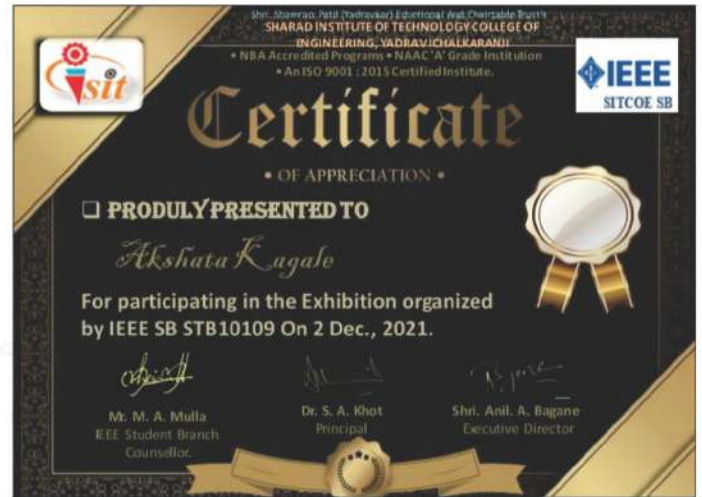 Shri. Shamrao Patil (Yadravkar) Eductional And Cheirtable Trust's
SHARAD INSTITUTE OF TECHNOLOGY COLLEGE OF
ENGINEERING, YADRAV ICHALKARANJI
• NBA Accredited Programs • NAAC 'A' Grade Institution
• An ISO 9001 : 2015 Certified Institute.
sit
IEEE
SITCOE SB
Certificate
• OF APPRECIATION •
❑ PRODULY PRESENTED TO
Akshata Kagale
For participating in the Exhibition organized
by IEEE SB STB10109 On 2 Dec., 2021.
Mr. M. A. Mulla
IEEE Student Branch
Counsellor.
Dr. S. A. Khot
Principal
Shri. Anil. A. Bagane
Executive Director